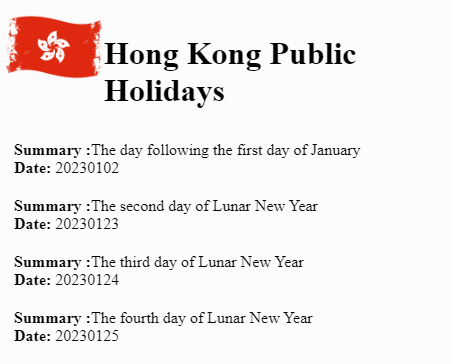 Hong Kong Public
Holidays
Summary :The day following the first day of January
Date: 20230102
Summary :The second day of Lunar New Year
Date: 20230123
Summary :The third day of Lunar New Year
Date: 20230124
Summary :The fourth day of Lunar New Year
Date: 20230125